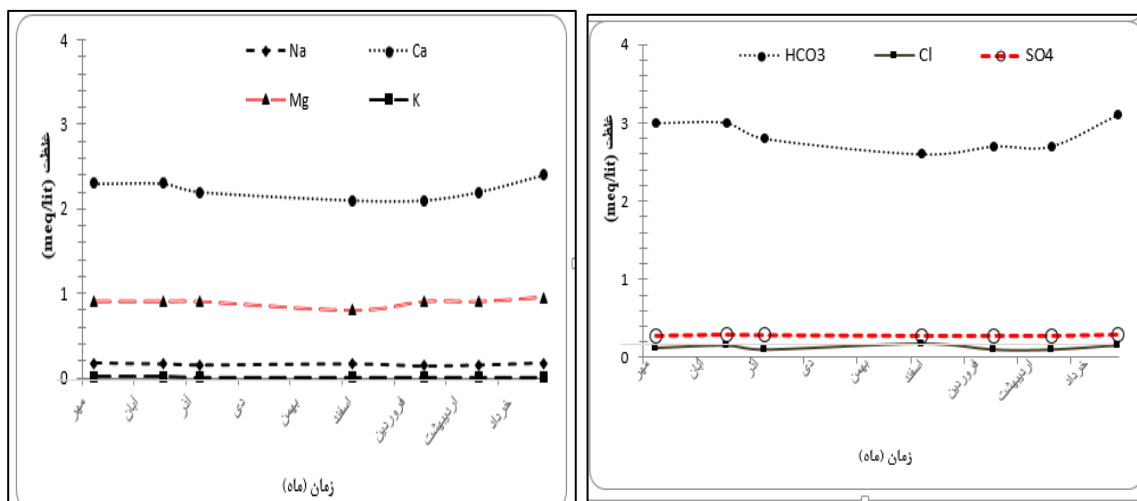 Na
Ca
Mg
K
4
3
2
1
0
غلظت (meq/lit)
مهر
آبان
آذر
دی
بهمن
اسفند
فروردین
اردیبهشت
خرداد
زمان (ماه)
HCO3
Cl
SO4
4
3
2
1
0
غلظت (meq/lit)
مهر
آبان
آذر
دی
بهمن
اسفند
فروردین
اردیبهشت
خرداد
زمان (ماه)